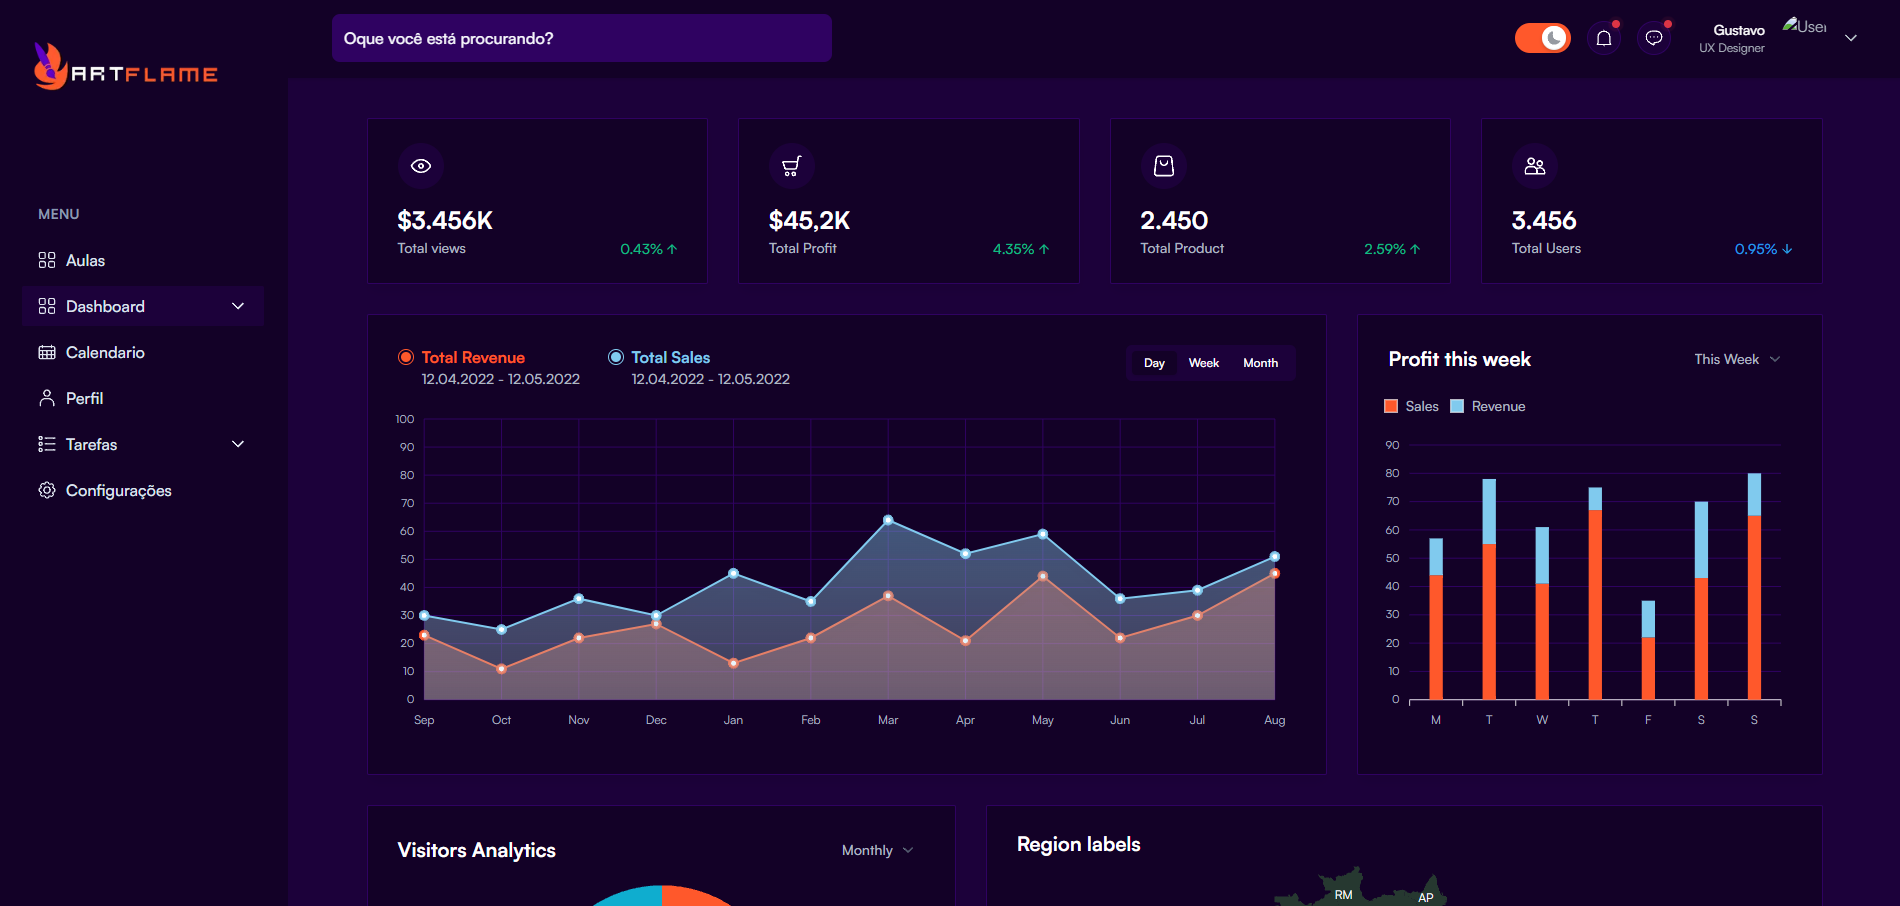 ARTFLAME
Oque você está procurando?
Gustavo
UX Designer
User
MENU
Aulas
Dashboard
Calendario
Perfil
Tarefas
Configurações
$3.456K
Total views
0.43%
$45,2K
Total Profit
4.35%
2.450
Total Product
2.59%
3.456
Total Users
0.95%
Total Revenue
12.04.2022 - 12.05.2022
Total Sales
12.04.2022 - 12.05.2022
Day Week Month
100
90
80
70
60
50
40
30
20
10
0
Sep Oct Nov Dec Jan Feb Mar Apr May Jun Jul Aug
Profit this week
This Week
Sales Revenue
90
80
70
60
50
40
30
20
10
0
M T W T F S S
Visitors Analytics
Monthly
Region labels
RM
AP